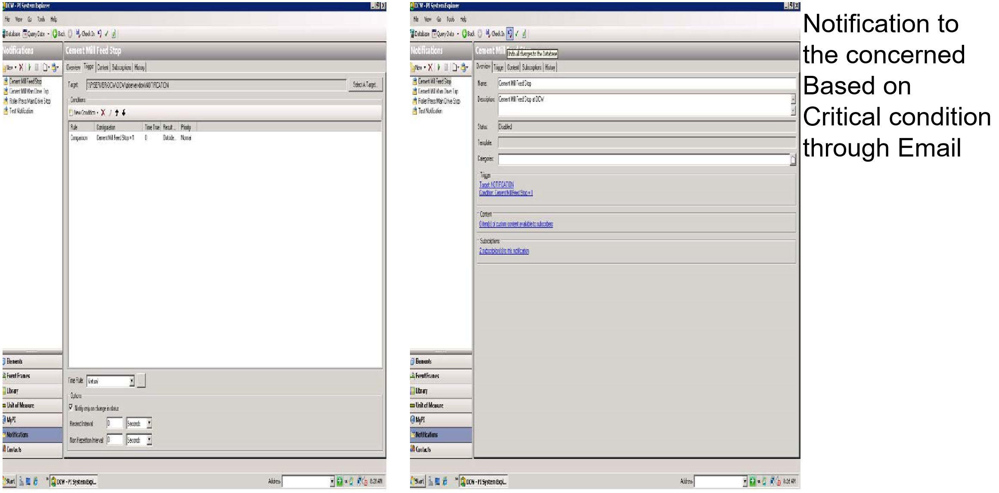 DCW - PI System Explorer
File View Go Tools Help
Database Query Date Back Check In
Notifications
Cement Mill Feed Stop
New
Overview Trigger Content Subscriptions History
Cement Mill Feed Stop
Cement Mill Main Drive Trip
Roller Press Main Drive Stop
Test Notification
Target:
Select A Target...
Conditions
New Condition
Rule Configuration Time True Result ... Priority
Comparison Cement Mill Feed Stop = 1 0 Outside... Normal
Elements
Event Frames
Library
Unit of Measure
MyPI
Notifications
Contacts
Time Rule: Natural
Options
Notify only on change in status
Resend Interval: 0 Seconds
Non Repetition Interval: 0 Seconds
Start
DCW - PI System Expl...
Address
8:26 AM
DCW - PI System Explorer
File View Go Tools Help
Database Query Date Back Check In
Notifications
Cement Mill
Undo all changes to the Database
New
Overview Trigger Content Subscriptions History
Cement Mill Feed Stop
Cement Mill Main Drive Trip
Roller Press Main Drive Stop
Test Notification
Name: Cement Mill Feed Stop
Description: Cement Mill Feed Stop at DCW
Status: Disabled
Template:
Categories:
Trigger
Target: NOTIFICATION
Condition: Cement Mill Feed Stop = 1
Content
0 item(s) of custom content available to subscribers
Subscriptions
2 subscription(s) to this notification
Elements
Event Frames
Library
Unit of Measure
MyPI
Notifications
Contacts
Start
DCW - PI System Expl...
Address
8:26 AM
Notification to
the concerned
Based on
Critical condition
through Email